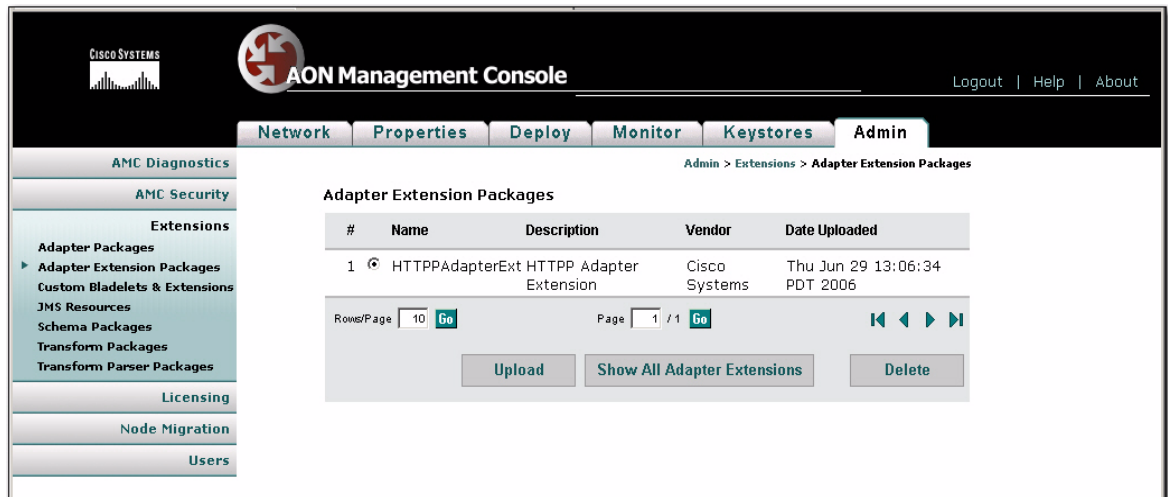 CISCO SYSTEMS
AON Management Console
Logout | Help | About
Network Properties Deploy Monitor Keystores Admin
Admin > Extensions > Adapter Extension Packages
AMC Diagnostics
AMC Security
Extensions
Adapter Packages
Adapter Extension Packages
Custom Bladelets & Extensions
JMS Resources
Schema Packages
Transform Packages
Transform Parser Packages
Licensing
Node Migration
Users
Adapter Extension Packages
# Name Description Vendor Date Uploaded
1 HTTPPAdapterExt HTTPP Adapter Cisco Thu Jun 29 13:06:34
Extension Systems PDT 2006
Rows/Page 10 Go Page 1 / 1 Go
Upload Show All Adapter Extensions Delete